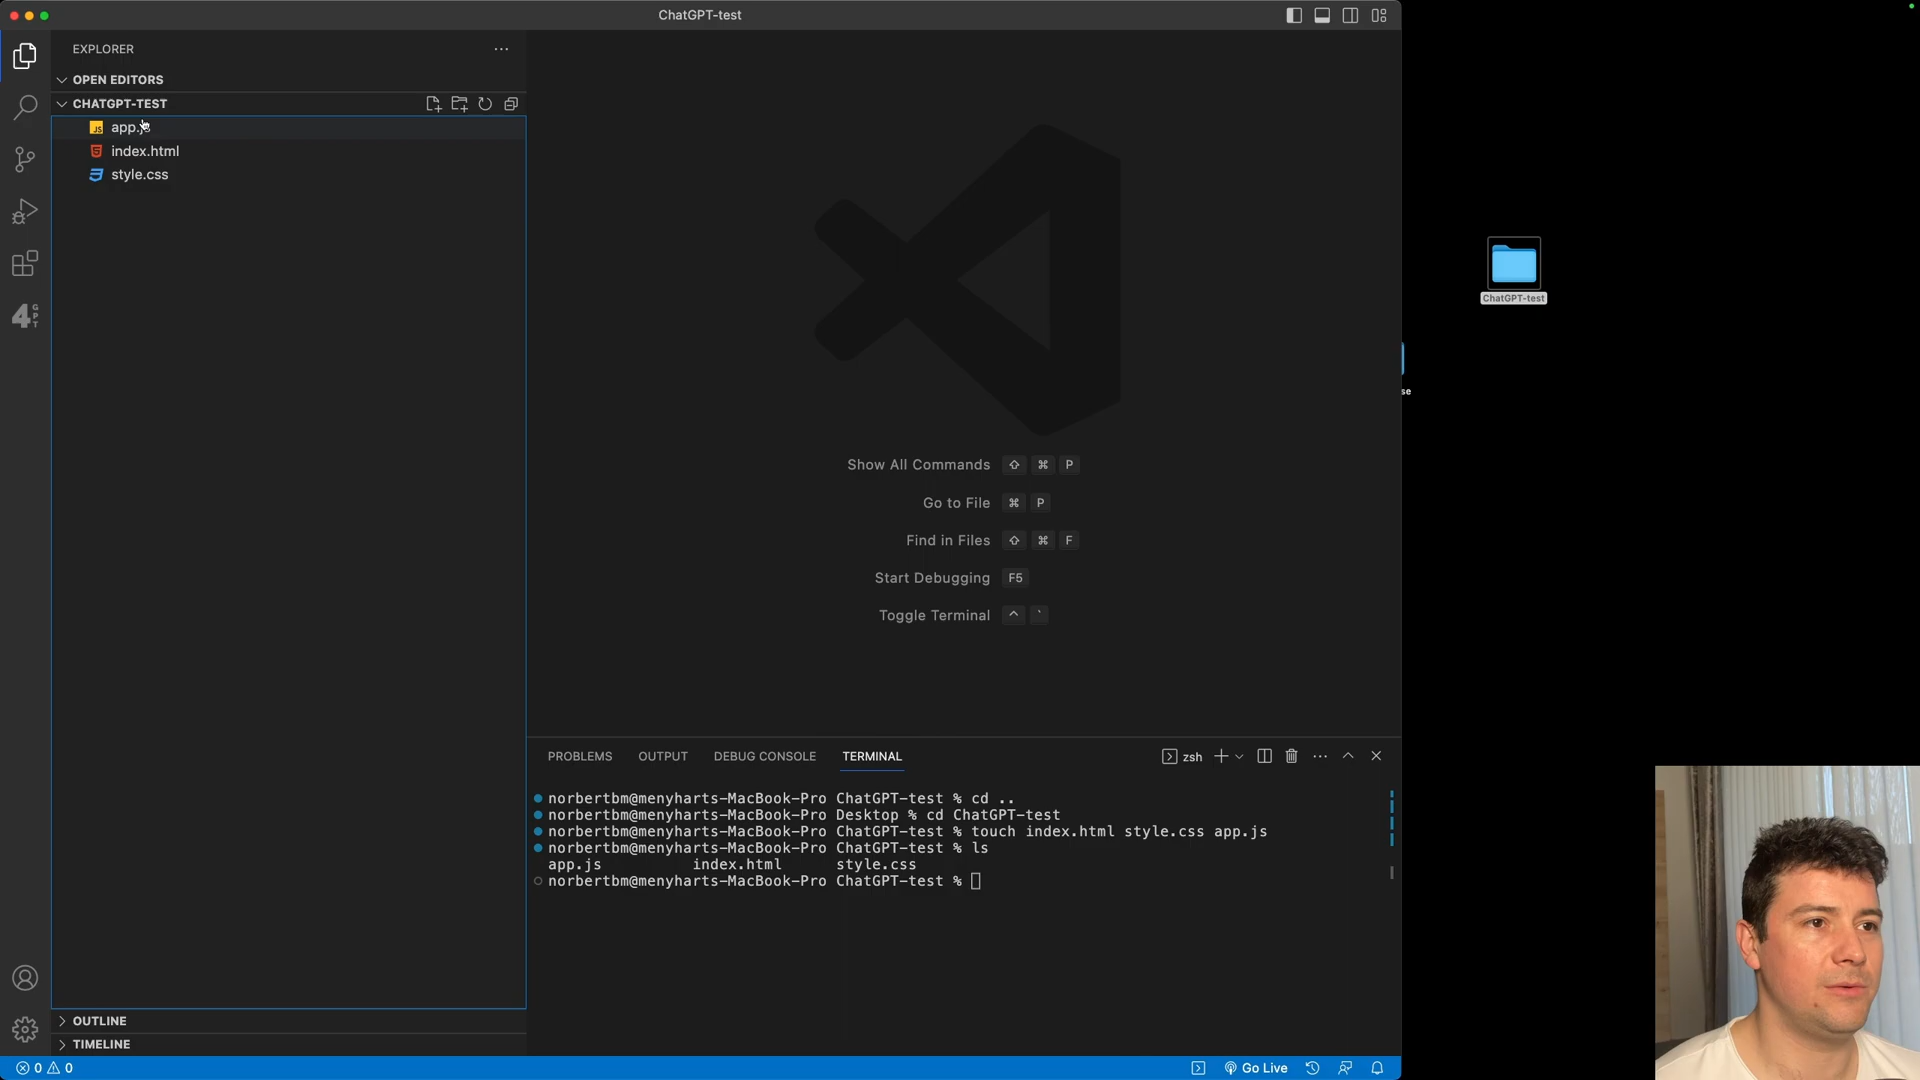 ChatGPT-test
EXPLORER
OPEN EDITORS
CHATGPT-TEST
app.js
index.html
style.css
4
GPT
Show All Commands ⇧ ⌘ P
Go to File ⌘ P
Find in Files ⇧ ⌘ F
Start Debugging F5
Toggle Terminal ^ `
PROBLEMS OUTPUT DEBUG CONSOLE TERMINAL zsh
norbertbm@menyharts-MacBook-Pro ChatGPT-test % cd ..
norbertbm@menyharts-MacBook-Pro Desktop % cd ChatGPT-test
norbertbm@menyharts-MacBook-Pro ChatGPT-test % touch index.html style.css app.js
norbertbm@menyharts-MacBook-Pro ChatGPT-test % ls
app.js index.html style.css
norbertbm@menyharts-MacBook-Pro ChatGPT-test %
OUTLINE
TIMELINE
0 0 Go Live
ChatGPT-test
se